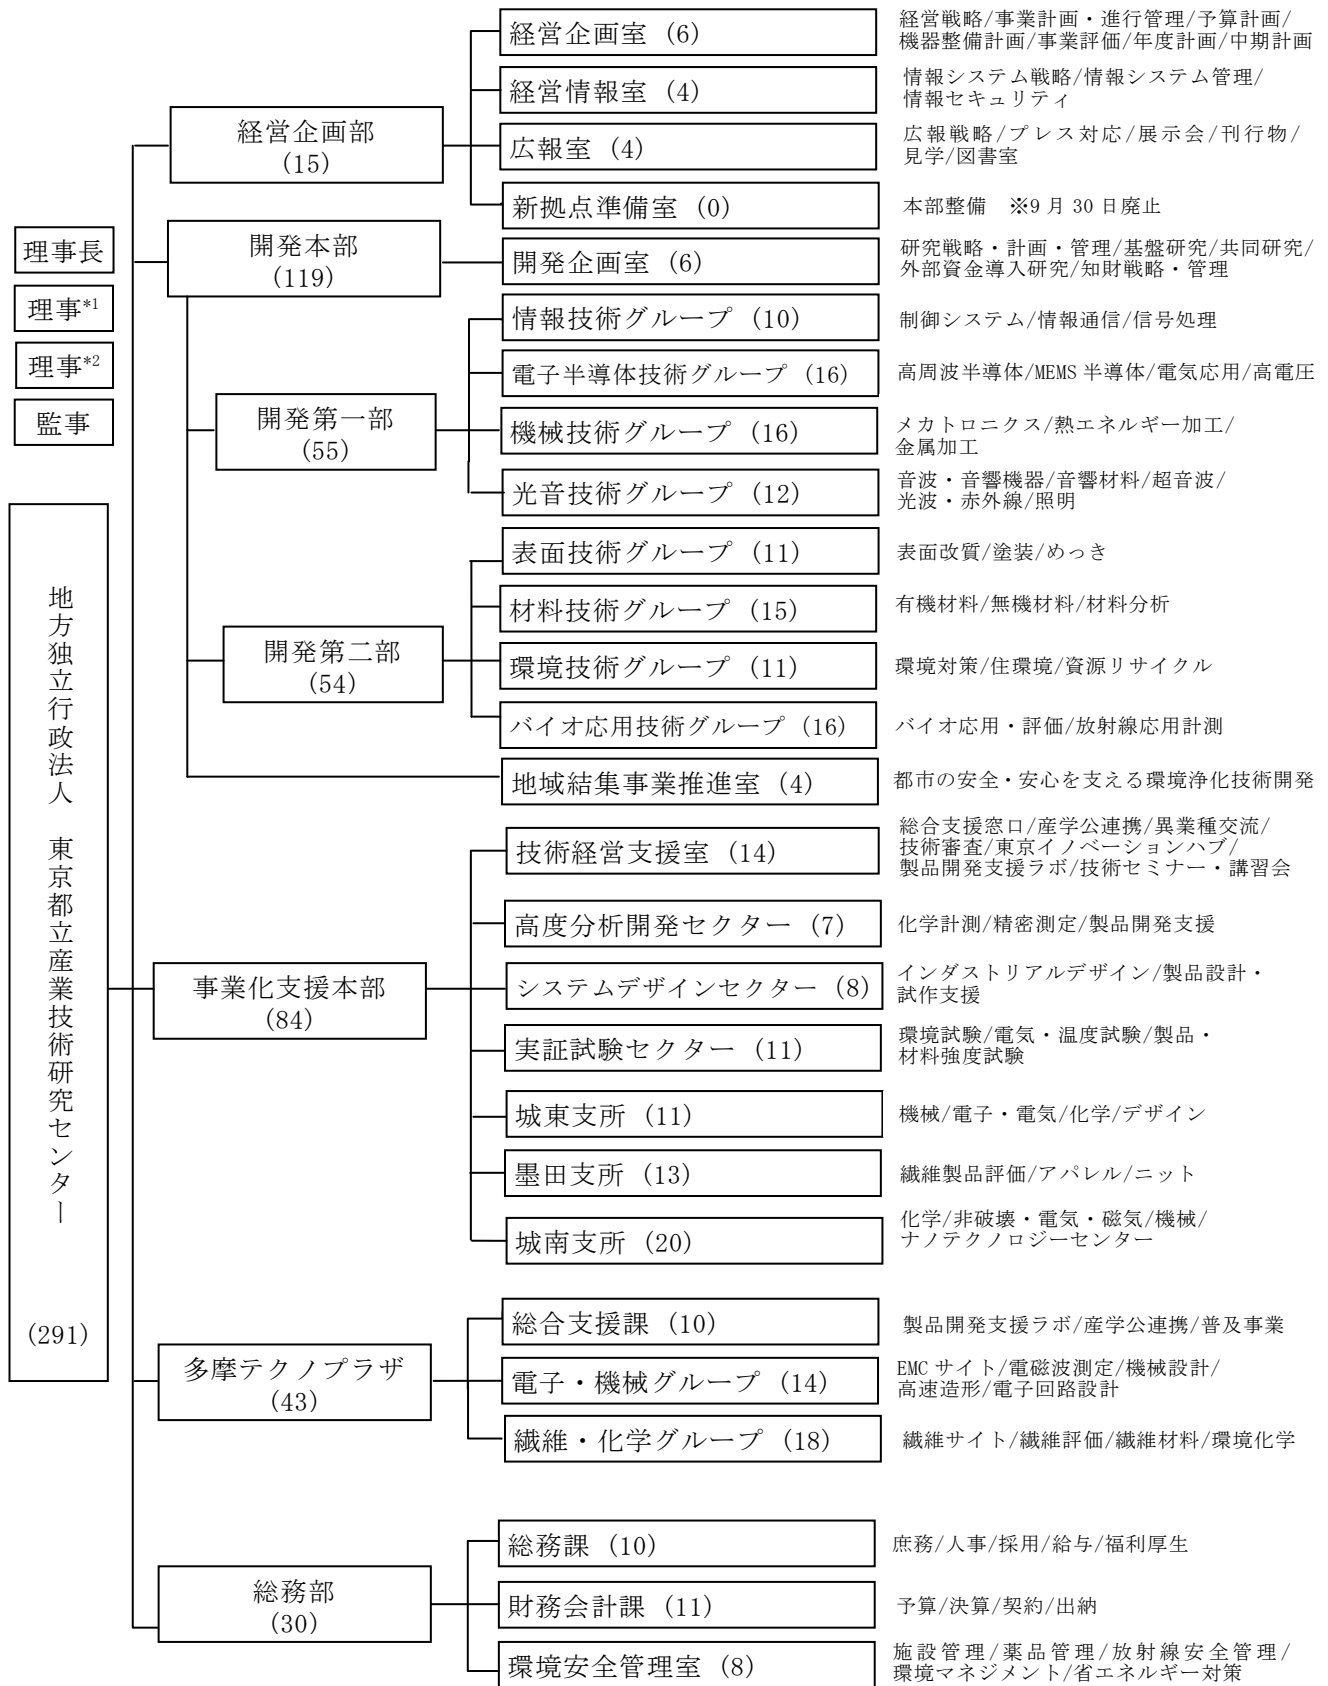 経営企画室 (6)
経営戦略/事業計画・進行管理/予算計画/
機器整備計画/事業評価/年度計画/中期計画
経営情報室 (4)
情報システム戦略/情報システム管理/
情報セキュリティ
経営企画部
(15)
広報室 (4)
広報戦略/プレス対応/展示会/刊行物/
見学/図書室
新拠点準備室 (0)
本部整備 ※9月30日廃止
理事長
理事*1
理事*2
監事
開発本部
(119)
開発企画室 (6)
研究戦略・計画・管理/基盤研究/共同研究/
外部資金導入研究/知財戦略・管理
情報技術グループ (10)
制御システム/情報通信/信号処理
電子半導体技術グループ (16)
高周波半導体/MEMS半導体/電気応用/高電圧
開発第一部
(55)
機械技術グループ (16)
メカトロニクス/熱エネルギー加工/
金属加工
光音技術グループ (12)
音波・音響機器/音響材料/超音波/
光波・赤外線/照明
表面技術グループ (11)
表面改質/塗装/めっき
材料技術グループ (15)
有機材料/無機材料/材料分析
開発第二部
(54)
環境技術グループ (11)
環境対策/住環境/資源リサイクル
バイオ応用技術グループ (16)
バイオ応用・評価/放射線応用計測
地域結集事業推進室 (4)
都市の安全・安心を支える環境浄化技術開発
地方独立行政法人 東京都立産業技術研究センター
(291)
技術経営支援室 (14)
総合支援窓口/産学公連携/異業種交流/
技術審査/東京イノベーションハブ/
製品開発支援ラボ/技術セミナー・講習会
高度分析開発セクター (7)
化学計測/精密測定/製品開発支援
事業化支援本部
(84)
システムデザインセクター (8)
インダストリアルデザイン/製品設計・
試作支援
実証試験セクター (11)
環境試験/電気・温度試験/製品・
材料強度試験
城東支所 (11)
機械/電子・電気/化学/デザイン
墨田支所 (13)
繊維製品評価/アパレル/ニット
城南支所 (20)
化学/非破壊・電気・磁気/機械/
ナノテクノロジーセンター
総合支援課 (10)
製品開発支援ラボ/産学公連携/普及事業
多摩テクノプラザ
(43)
電子・機械グループ (14)
EMCサイト/電磁波測定/機械設計/
高速造形/電子回路設計
繊維・化学グループ (18)
繊維サイト/繊維評価/繊維材料/環境化学
総務課 (10)
庶務/人事/採用/給与/福利厚生
総務部
(30)
財務会計課 (11)
予算/決算/契約/出納
環境安全管理室 (8)
施設管理/薬品管理/放射線安全管理/
環境マネジメント/省エネルギー対策